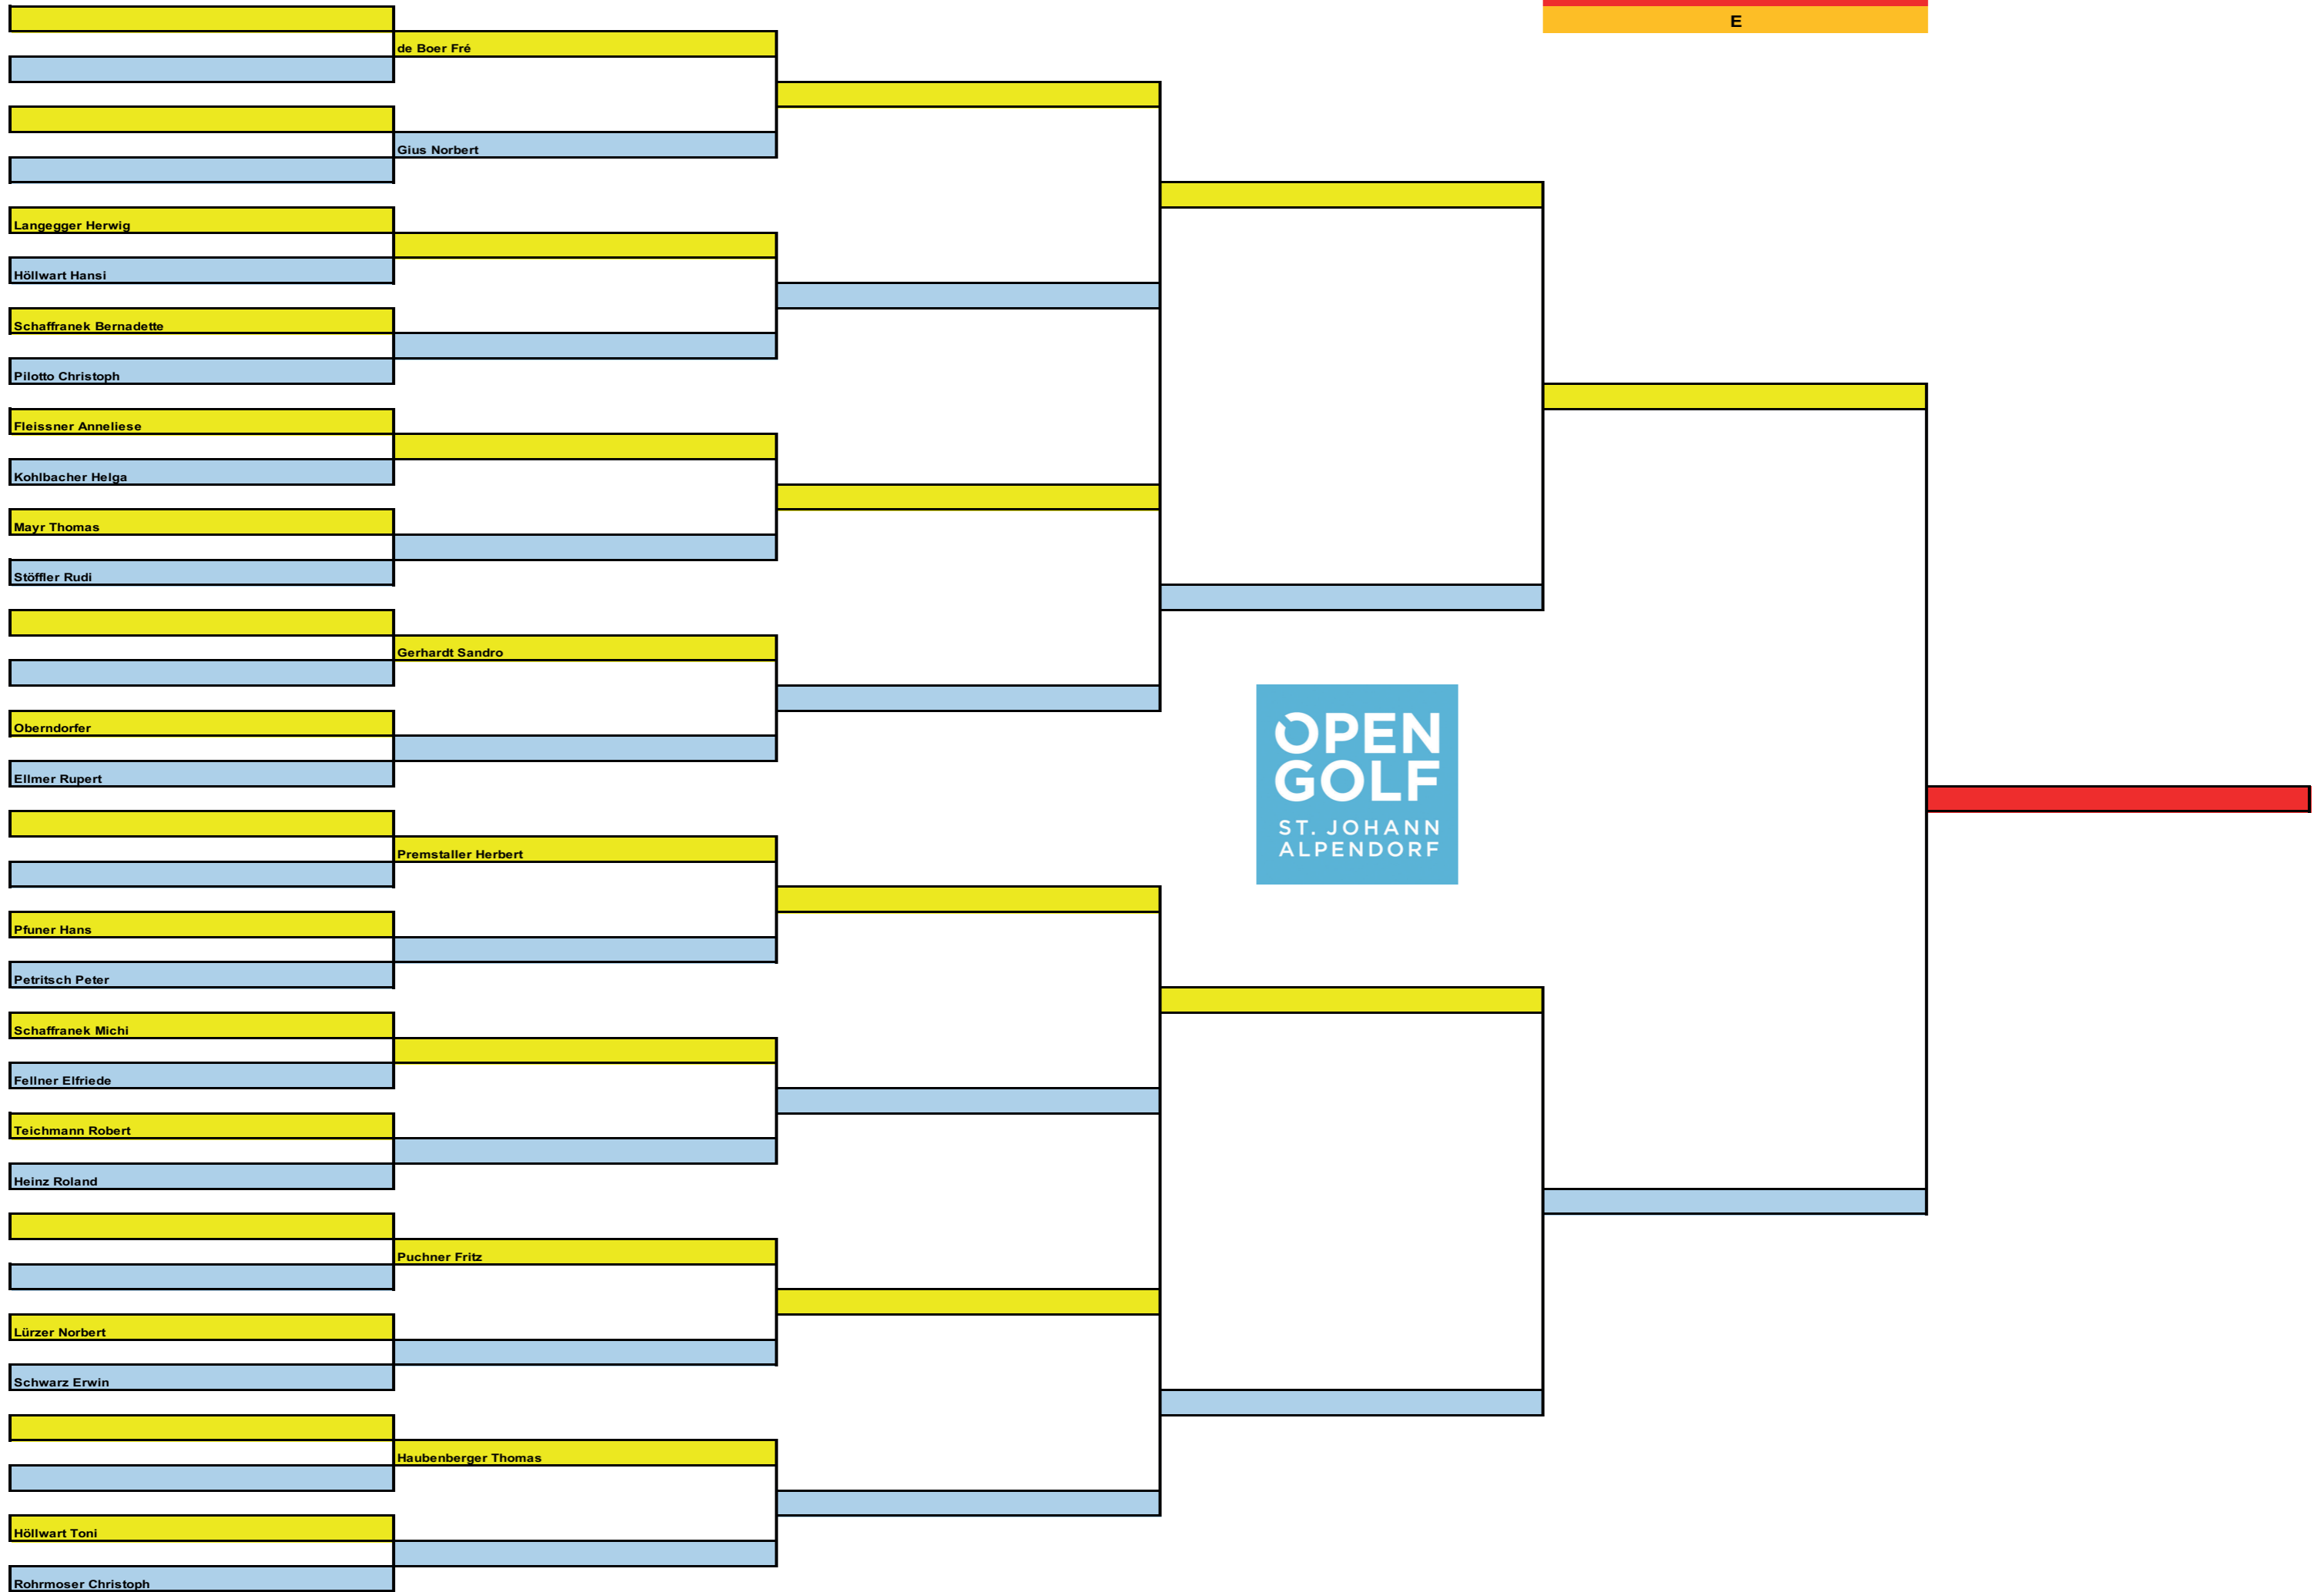 E
de Boer Fré
Gius Norbert
Langegger Herwig
Höllwart Hansi
Schaffranek Bernadette
Pilotto Christoph
Fleissner Anneliese
Kohlbacher Helga
Mayr Thomas
Stöffler Rudi
Gerhardt Sandro
Oberndorfer
Ellmer Rupert
OPEN
GOLF
ST. JOHANN
ALPENDORF
Premstaller Herbert
Pfuner Hans
Petritsch Peter
Schaffranek Michi
Fellner Elfriede
Teichmann Robert
Heinz Roland
Puchner Fritz
Lürzer Norbert
Schwarz Erwin
Haubenberger Thomas
Höllwart Toni
Rohrmoser Christoph